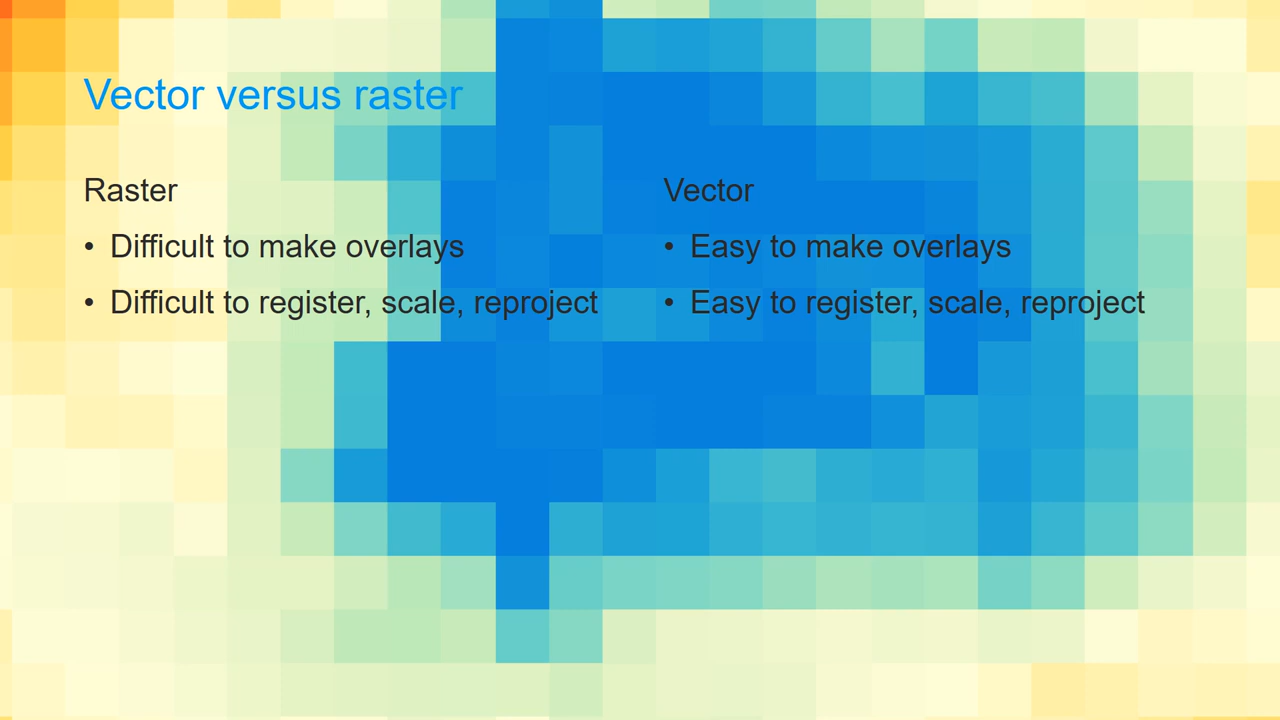 Vector versus raster
Raster
• Difficult to make overlays
• Difficult to register, scale, reproject
Vector
• Easy to make overlays
• Easy to register, scale, reproject